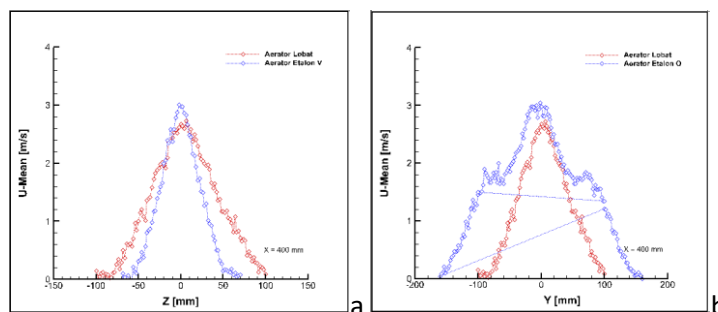 4
3
2
1
0
U-Mean [m/s]
Aerator Lobat
Aerator Etalon V
X = 400 mm
-150 -100 -50 0 50 100 150
Z [mm]
a
4
3
2
1
0
U-Mean [m/s]
Aerator Lobat
Aerator Etalon O
X = 400 mm
-200 -100 0 100 200
Y [mm]
b